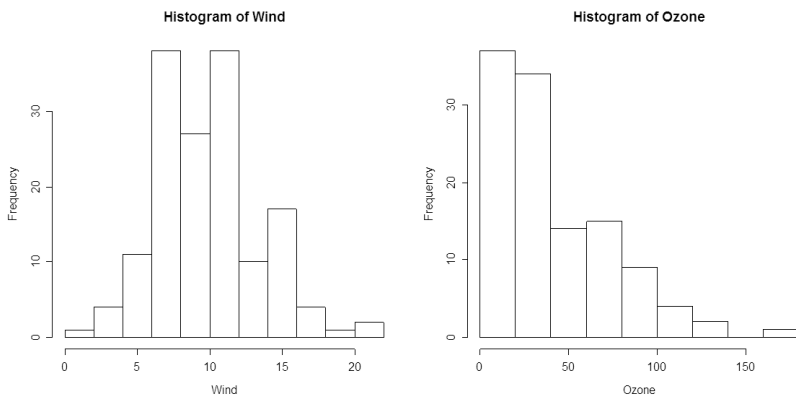 Histogram of Wind
Frequency
30
20
10
0
0 5 10 15 20
Wind
Histogram of Ozone
Frequency
30
20
10
0
0 50 100 150
Ozone